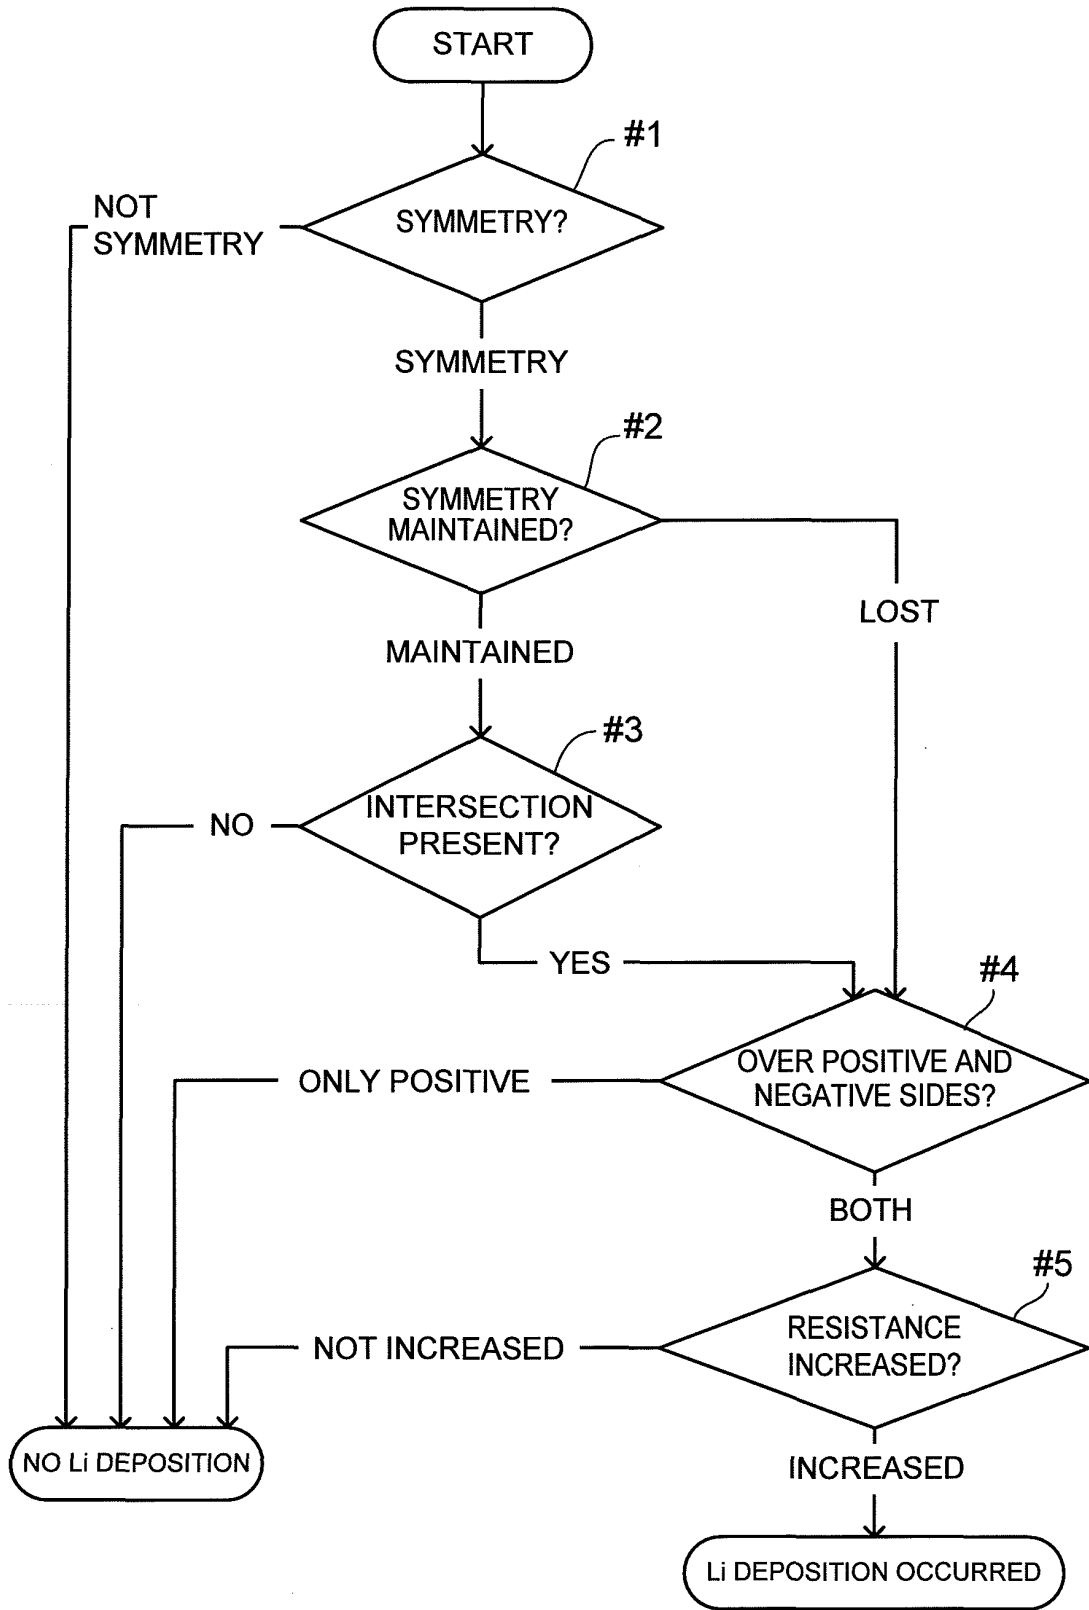 START
#1
NOT
SYMMETRY
SYMMETRY?
SYMMETRY
#2
SYMMETRY
MAINTAINED?
LOST
MAINTAINED
#3
INTERSECTION
PRESENT?
NO
YES
#4
OVER POSITIVE AND
NEGATIVE SIDES?
ONLY POSITIVE
BOTH
#5
RESISTANCE
INCREASED?
NOT INCREASED
NO Li DEPOSITION
INCREASED
Li DEPOSITION OCCURRED